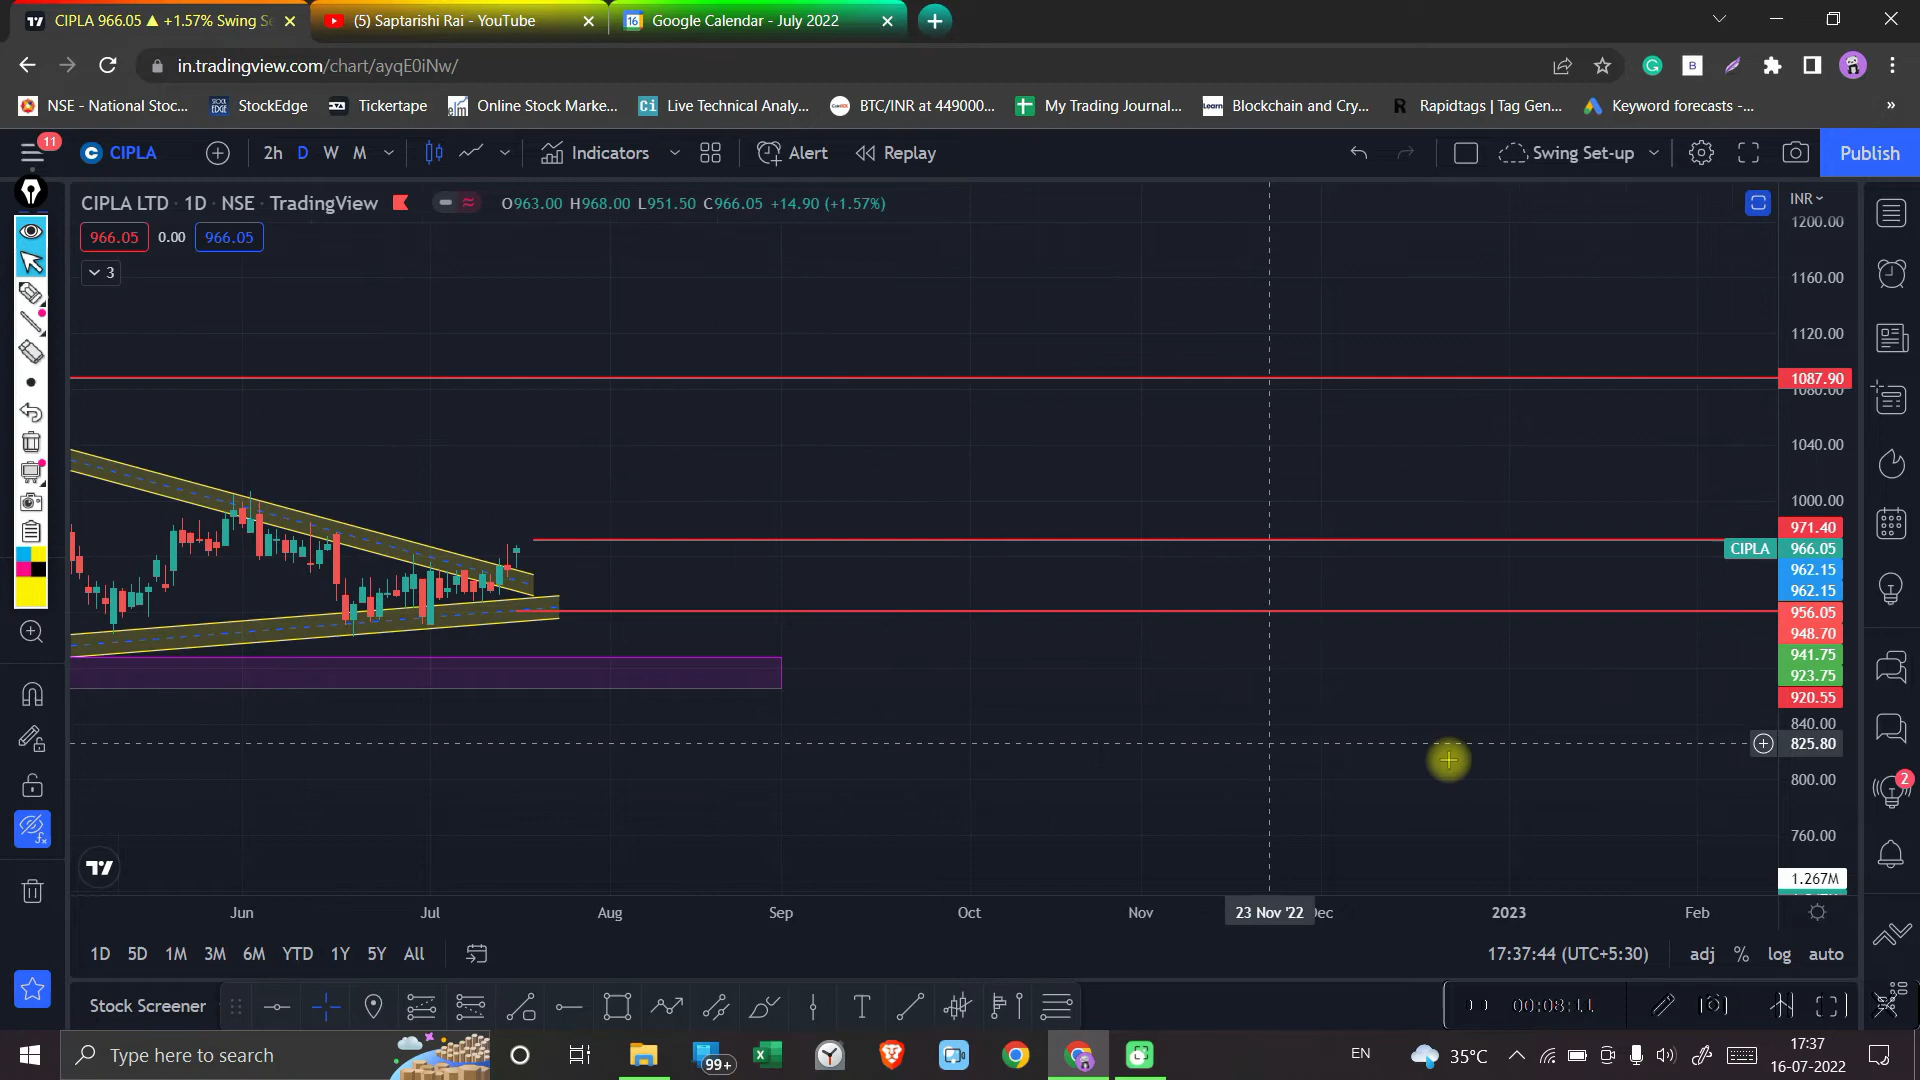 CIPLA 966.05 ▲ +1.57% Swing S
(5) Saptarishi Rai - YouTube
Google Calendar - July 2022
in.tradingview.com/chart/ayqE0iNw/
NSE - National Stoc...
StockEdge
Tickertape
Online Stock Marke...
Live Technical Analy...
BTC/INR at 449000...
My Trading Journal...
Blockchain and Cry...
Rapidtags | Tag Gen...
Keyword forecasts -...
11
CIPLA
2h
D
W
M
Indicators
Alert
Replay
Swing Set-up
Publish
CIPLA LTD · 1D · NSE · TradingView
O963.00 H968.00 L951.50 C966.05 +14.90 (+1.57%)
INR
966.05
0.00
966.05
3
1200.00
1160.00
1120.00
1087.90
1080.00
1040.00
1000.00
971.40
CIPLA
966.05
962.15
962.15
956.05
948.70
941.75
923.75
920.55
840.00
825.80
800.00
760.00
1.267M
2
Jun
Jul
Aug
Sep
Oct
Nov
23 Nov '22
Dec
2023
Feb
1D
5D
1M
3M
6M
YTD
1Y
5Y
All
17:37:44 (UTC+5:30)
adj
%
log
auto
Stock Screener
00:08:11
Type here to search
99+
EN
35°C
17:37
16-07-2022